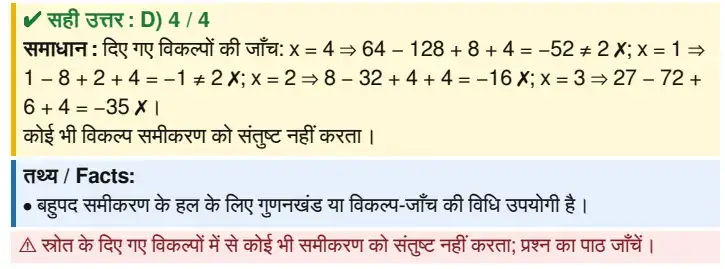 ✔ सही उत्तर : D) 4 / 4
समाधान : दिए गए विकल्पों की जाँच: x = 4 ⇒ 64 − 128 + 8 + 4 = −52 ≠ 2 ✗; x = 1 ⇒
1 − 8 + 2 + 4 = −1 ≠ 2 ✗; x = 2 ⇒ 8 − 32 + 4 + 4 = −16 ✗; x = 3 ⇒ 27 − 72 +
6 + 4 = −35 ✗।
कोई भी विकल्प समीकरण को संतुष्ट नहीं करता।
तथ्य / Facts:
• बहुपद समीकरण के हल के लिए गुणनखंड या विकल्प-जाँच की विधि उपयोगी है।
⚠ स्रोत के दिए गए विकल्पों में से कोई भी समीकरण को संतुष्ट नहीं करता; प्रश्न का पाठ जाँचें।